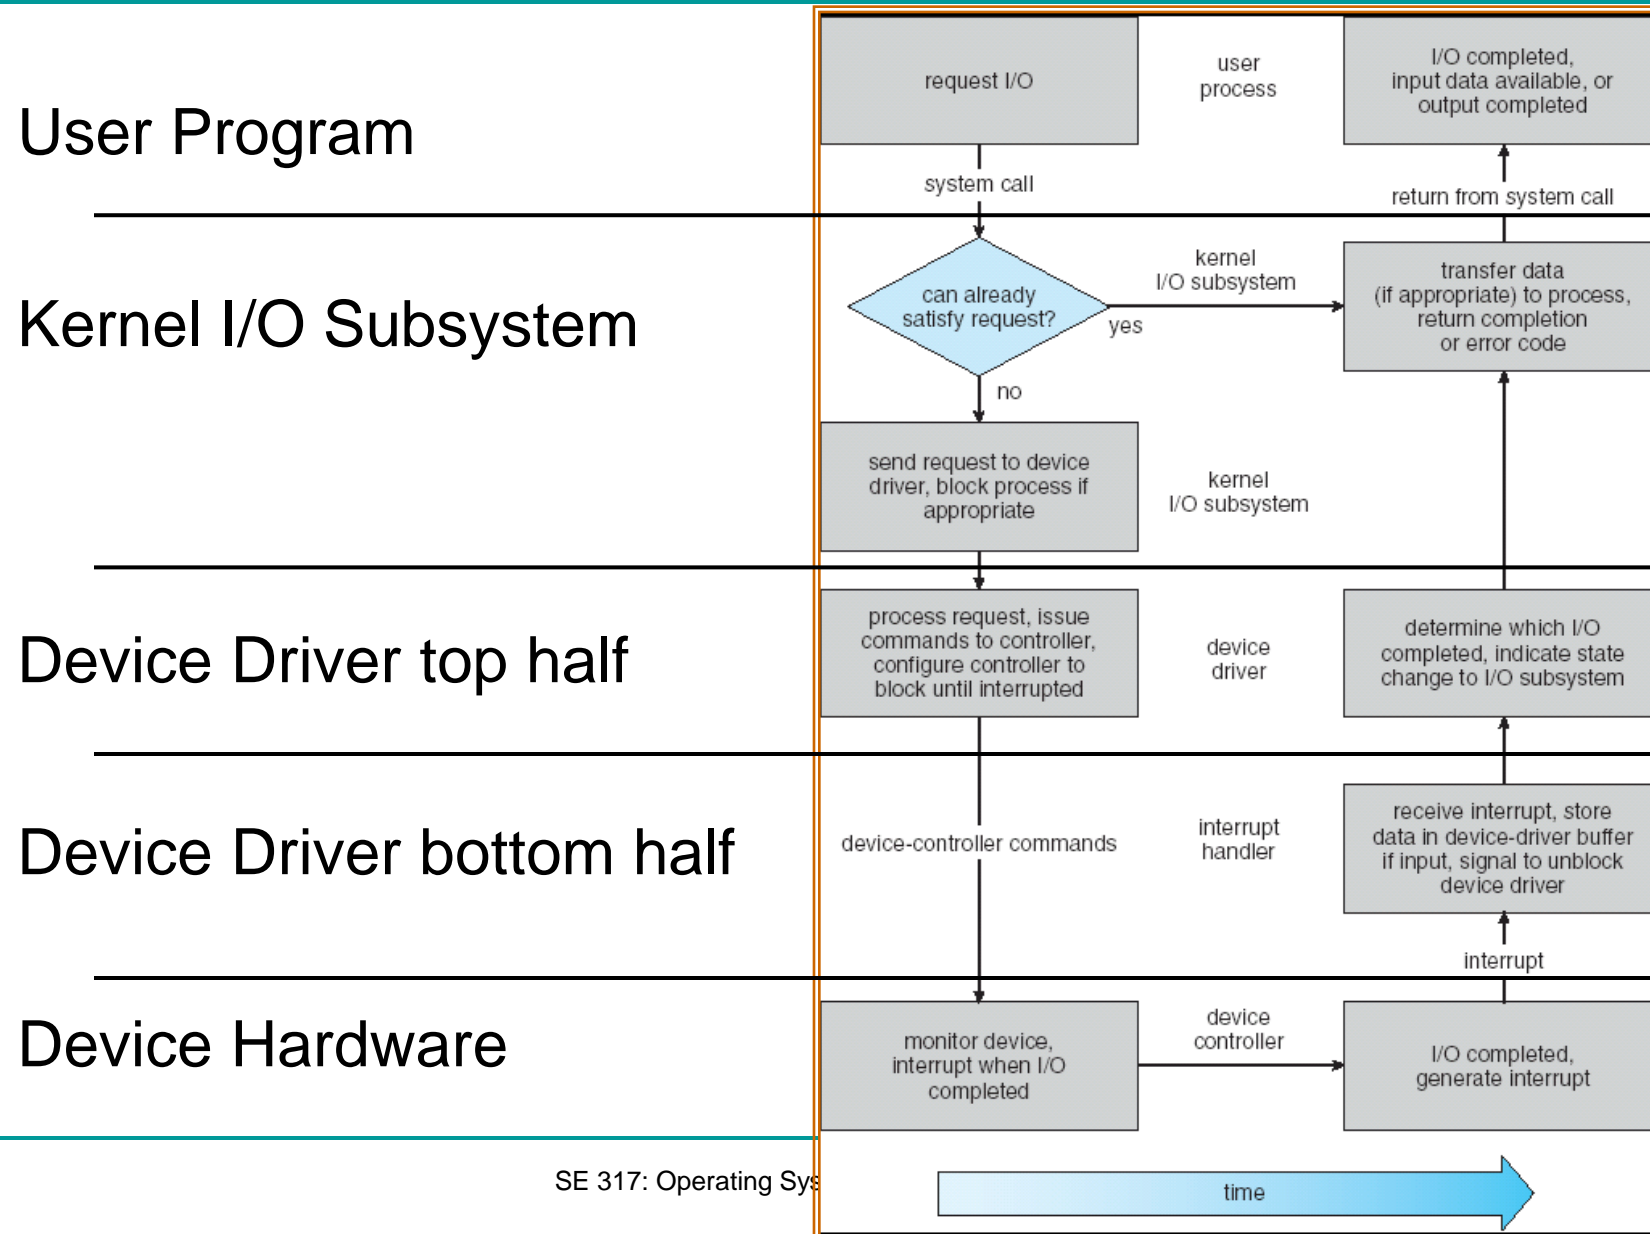 User Program
request I/O
user
process
I/O completed,
input data available, or
output completed
system call
return from system call
Kernel I/O Subsystem
can already
satisfy request?
kernel
I/O subsystem
yes
transfer data
(if appropriate) to process,
return completion
or error code
no
send request to device
driver, block process if
appropriate
kernel
I/O subsystem
Device Driver top half
process request, issue
commands to controller,
configure controller to
block until interrupted
device
driver
determine which I/O
completed, indicate state
change to I/O subsystem
Device Driver bottom half
device-controller commands
interrupt
handler
receive interrupt, store
data in device-driver buffer
if input, signal to unblock
device driver
interrupt
Device Hardware
monitor device,
interrupt when I/O
completed
device
controller
I/O completed,
generate interrupt
SE 317: Operating Sys
time